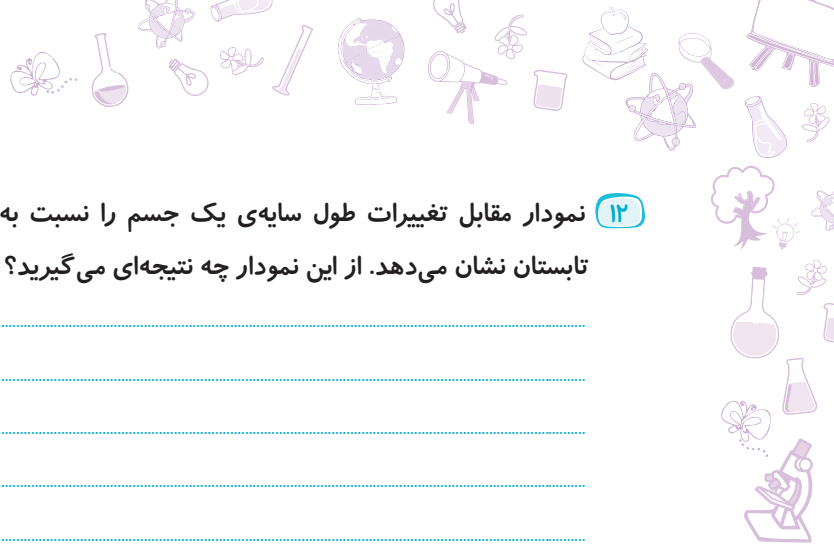 ۱۲ نمودار مقابل تغییرات طول سایه‌ی یک جسم را نسبت به
تابستان نشان می‌دهد. از این نمودار چه نتیجه‌ای می‌گیرید؟